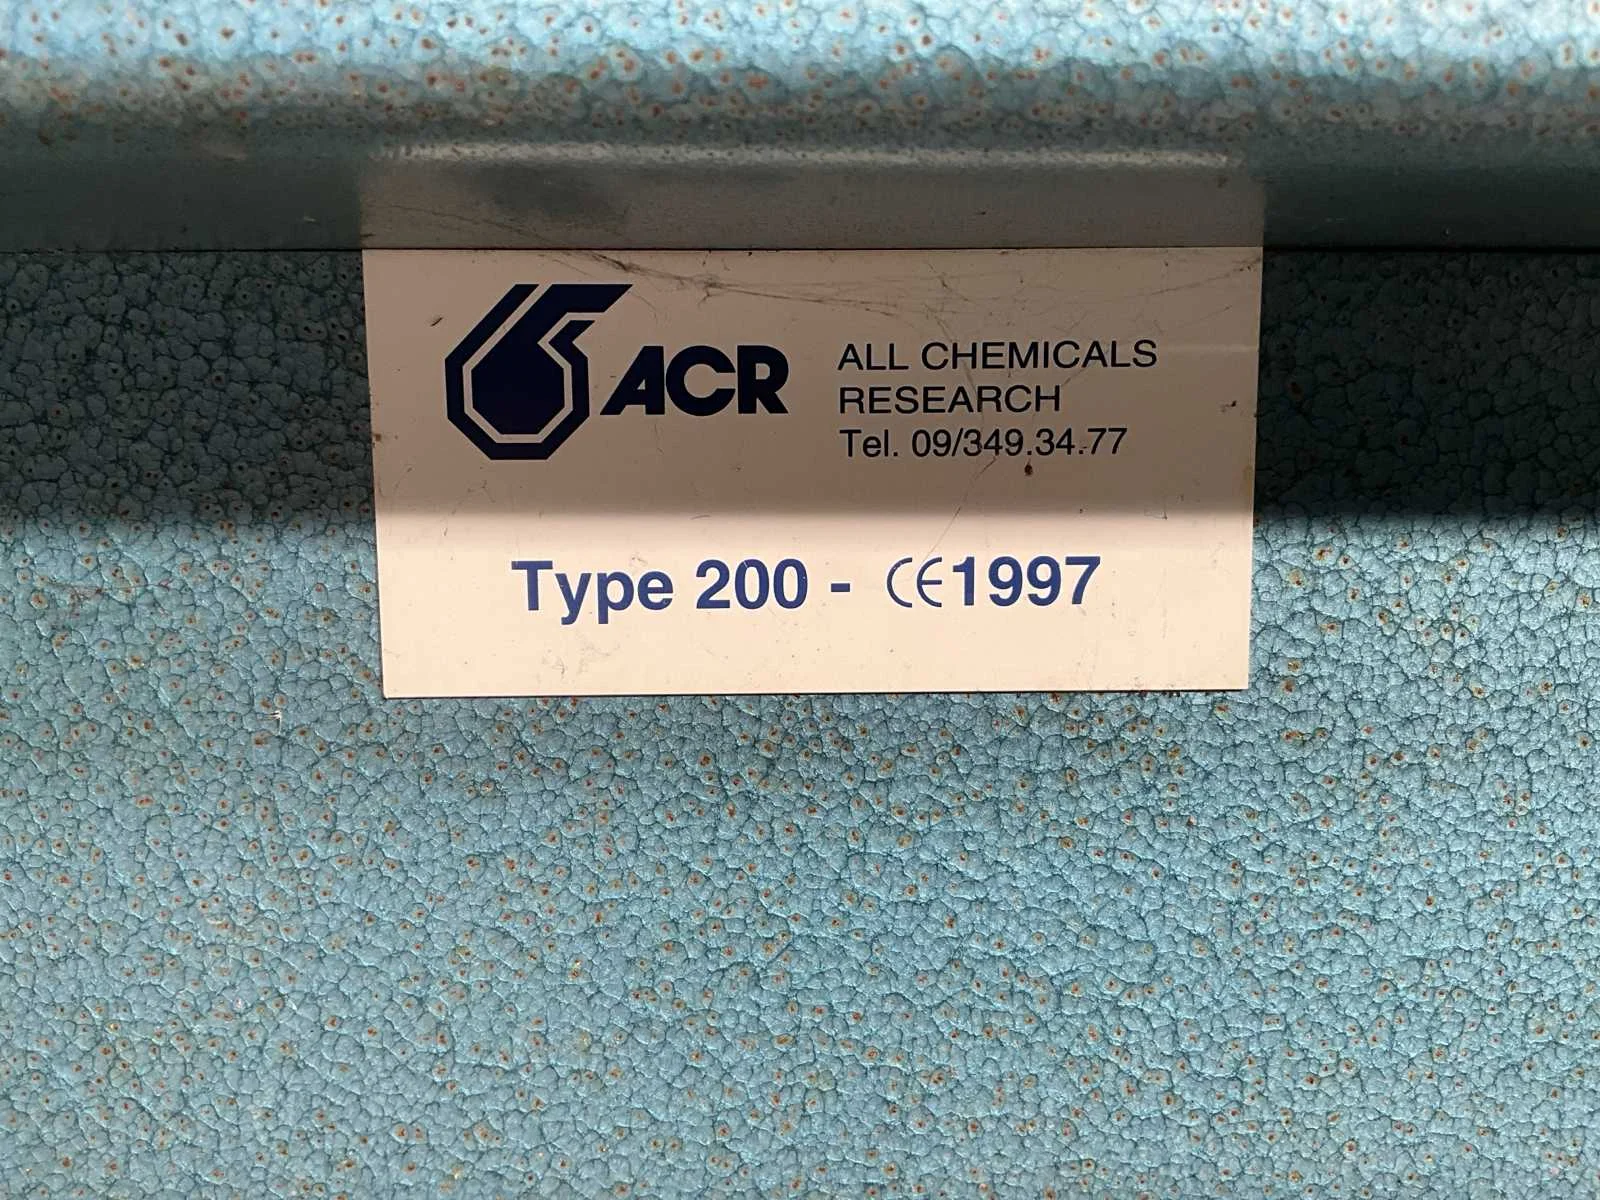 ACR
ALL CHEMICALS
RESEARCH
Tel. 09/349.34.77
Type 200 - CE1997